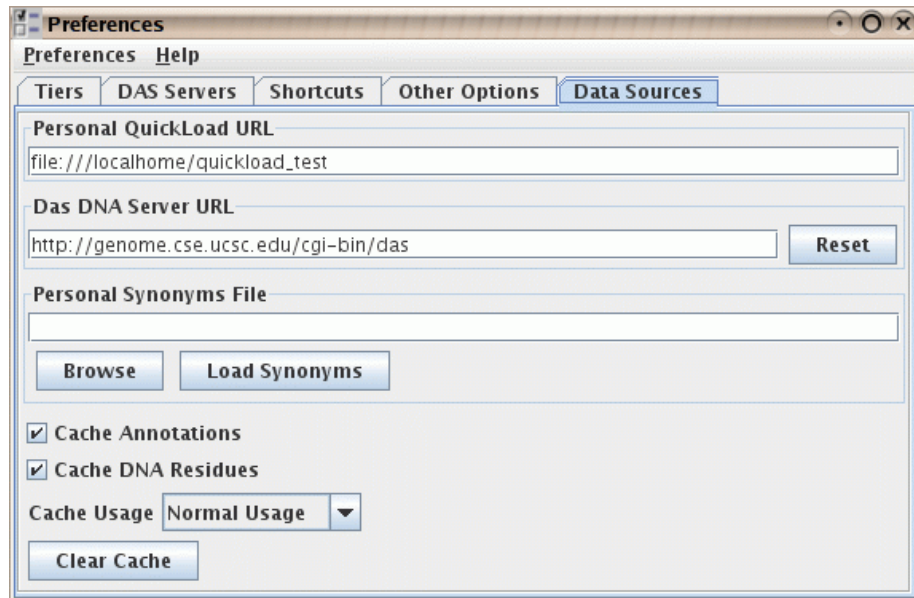 Preferences
Preferences Help
Tiers DAS Servers Shortcuts Other Options Data Sources
Personal QuickLoad URL
file:///localhome/quickload_test
Das DNA Server URL
http://genome.cse.ucsc.edu/cgi-bin/das Reset
Personal Synonyms File
Browse Load Synonyms
Cache Annotations
Cache DNA Residues
Cache Usage Normal Usage
Clear Cache